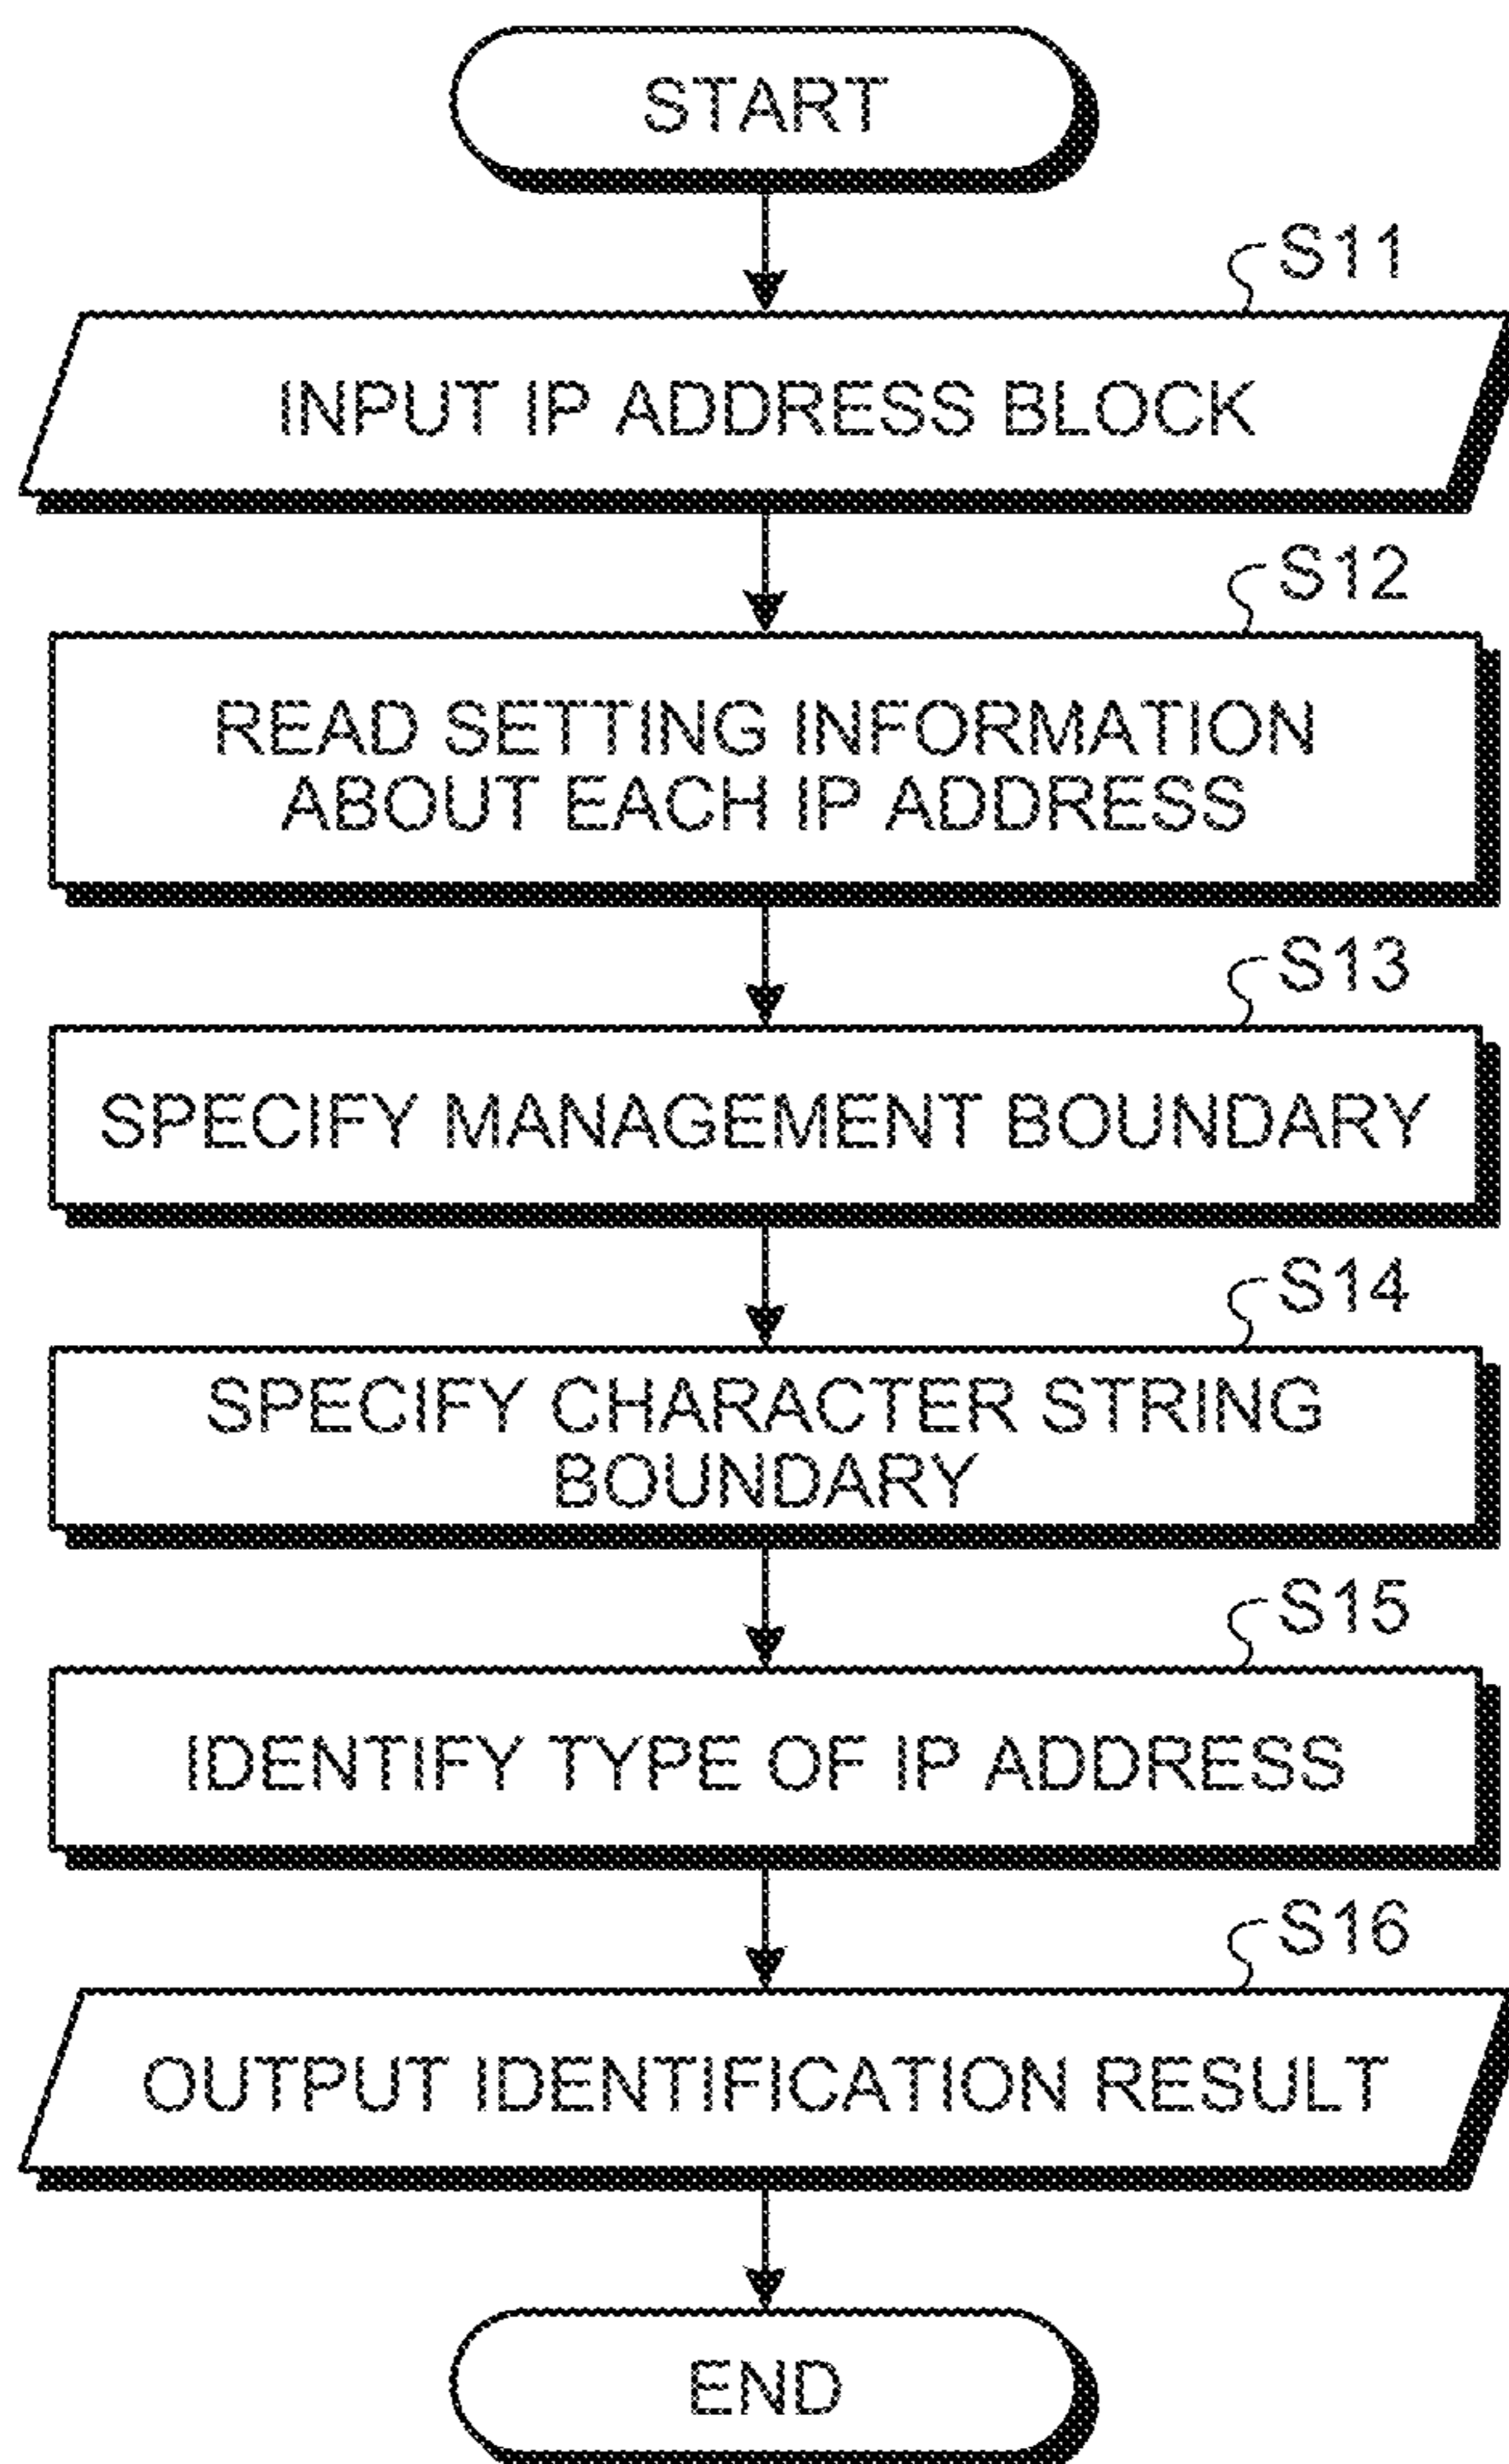 START
S11
INPUT IP ADDRESS BLOCK
S12
READ SETTING INFORMATION
ABOUT EACH IP ADDRESS
S13
SPECIFY MANAGEMENT BOUNDARY
S14
SPECIFY CHARACTER STRING
BOUNDARY
S15
IDENTIFY TYPE OF IP ADDRESS
S16
OUTPUT IDENTIFICATION RESULT
END